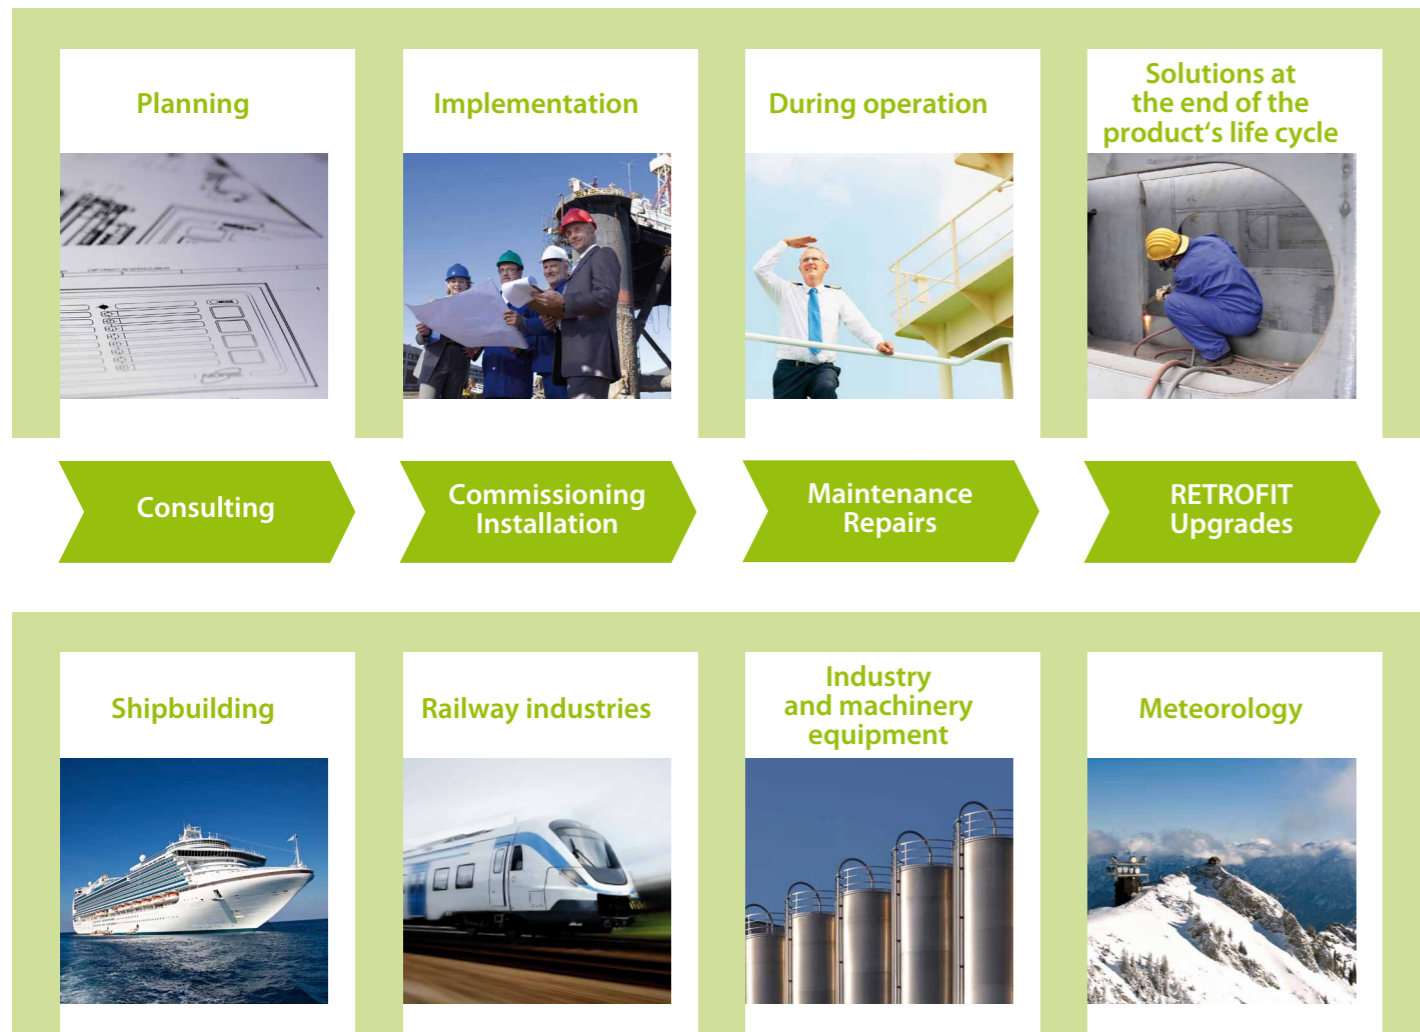 Planning
Implementation
During operation
Solutions at
the end of the
product‘s life cycle
MODE
Consulting
Commissioning
Installation
Maintenance
Repairs
RETROFIT
Upgrades
Shipbuilding
Railway industries
Industry
and machinery
equipment
Meteorology